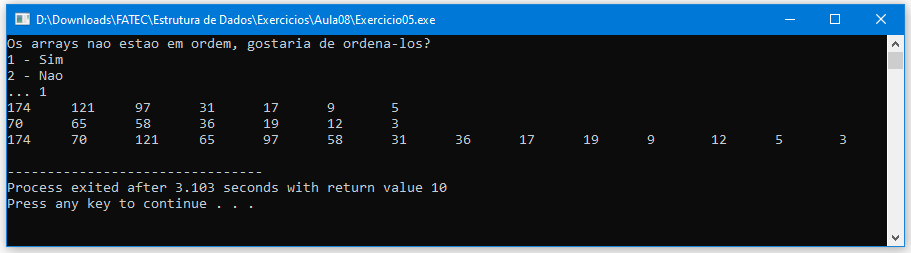 D:\Downloads\FATEC\Estrutura de Dados\Exercicios\Aula08\Exercicio05.exe
Os arrays nao estao em ordem, gostaria de ordena-los?
1 - Sim
2 - Nao
... 1
174 121 97 31 17 9 5
70 65 58 36 19 12 3
174 70 121 65 97 58 31 36 17 19 9 12 5 3
--------------------------------
Process exited after 3.103 seconds with return value 10
Press any key to continue . . .